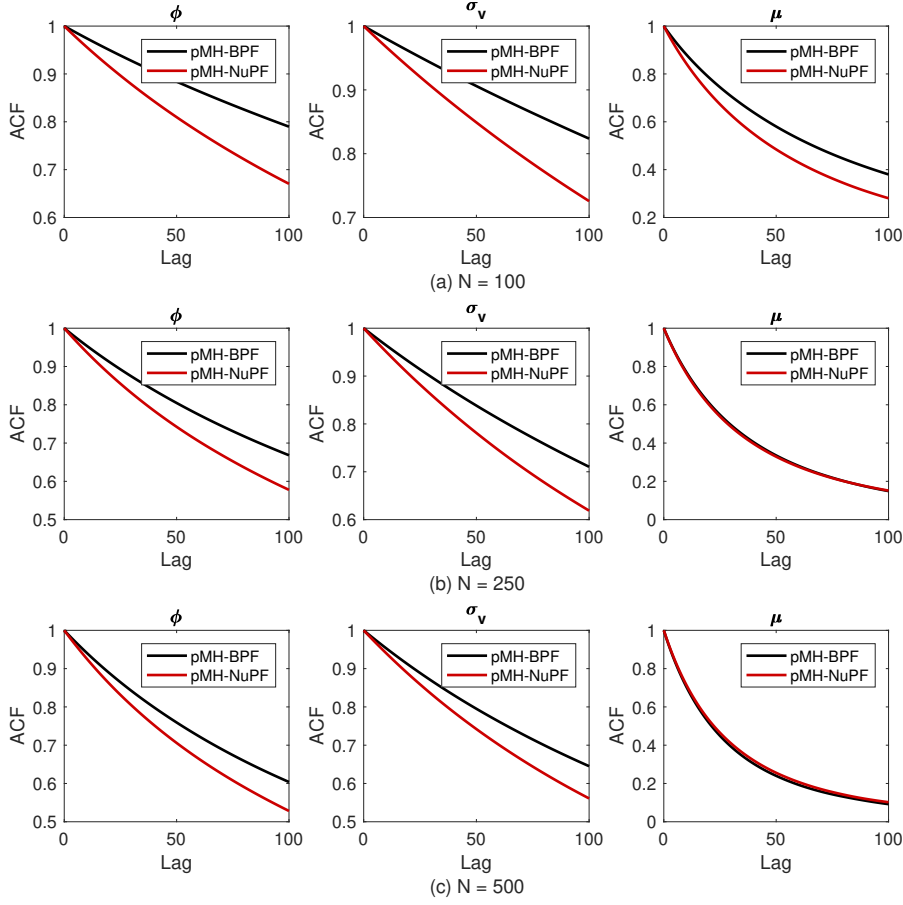 ϕ
1
0.9
0.8
0.7
0.6
ACF
pMH-BPF
pMH-NuPF
0 50 100
Lag
σv
1
0.9
0.8
0.7
pMH-BPF
pMH-NuPF
0 50 100
Lag
μ
1
0.8
0.6
0.4
0.2
ACF
pMH-BPF
pMH-NuPF
0 50 100
Lag
(a) N = 100
ϕ
1
0.9
0.8
0.7
0.6
0.5
ACF
pMH-BPF
pMH-NuPF
0 50 100
Lag
σv
1
0.9
0.8
0.7
0.6
ACF
pMH-BPF
pMH-NuPF
0 50 100
Lag
μ
1
0.8
0.6
0.4
0.2
0
ACF
pMH-BPF
pMH-NuPF
0 50 100
Lag
(b) N = 250
ϕ
1
0.9
0.8
0.7
0.6
0.5
ACF
pMH-BPF
pMH-NuPF
0 50 100
Lag
σv
1
0.9
0.8
0.7
0.6
0.5
ACF
pMH-BPF
pMH-NuPF
0 50 100
Lag
μ
1
0.8
0.6
0.4
0.2
0
ACF
pMH-BPF
pMH-NuPF
0 50 100
Lag
(c) N = 500